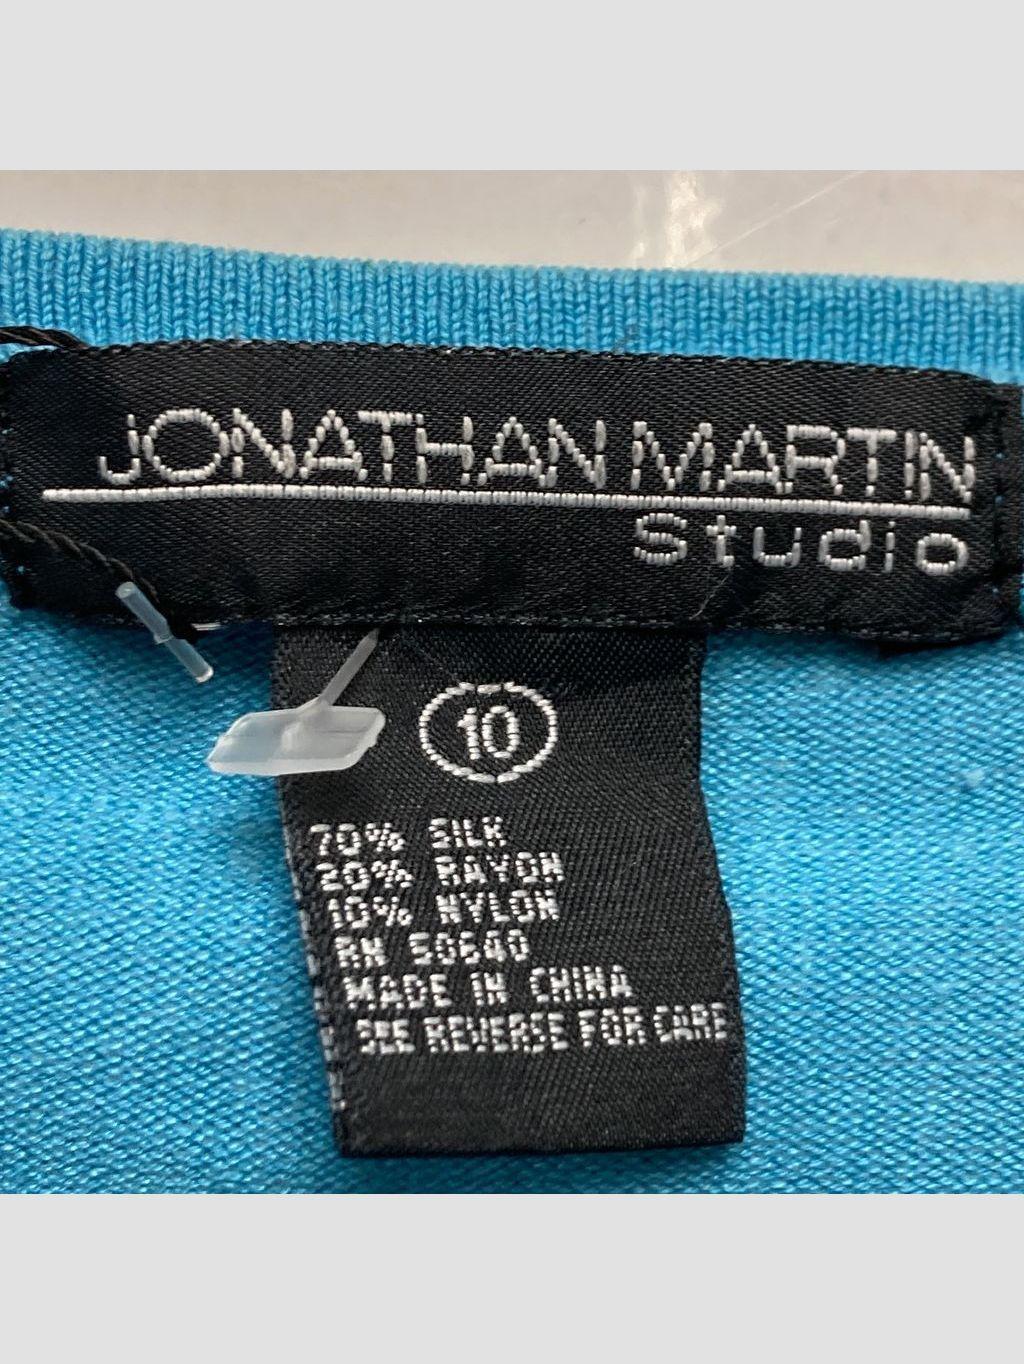 JONATHAN MARTIN
Studio
10
70% SILK
20% RAYON
10% NYLON
RN 50640
MADE IN CHINA
SEE REVERSE FOR CARE